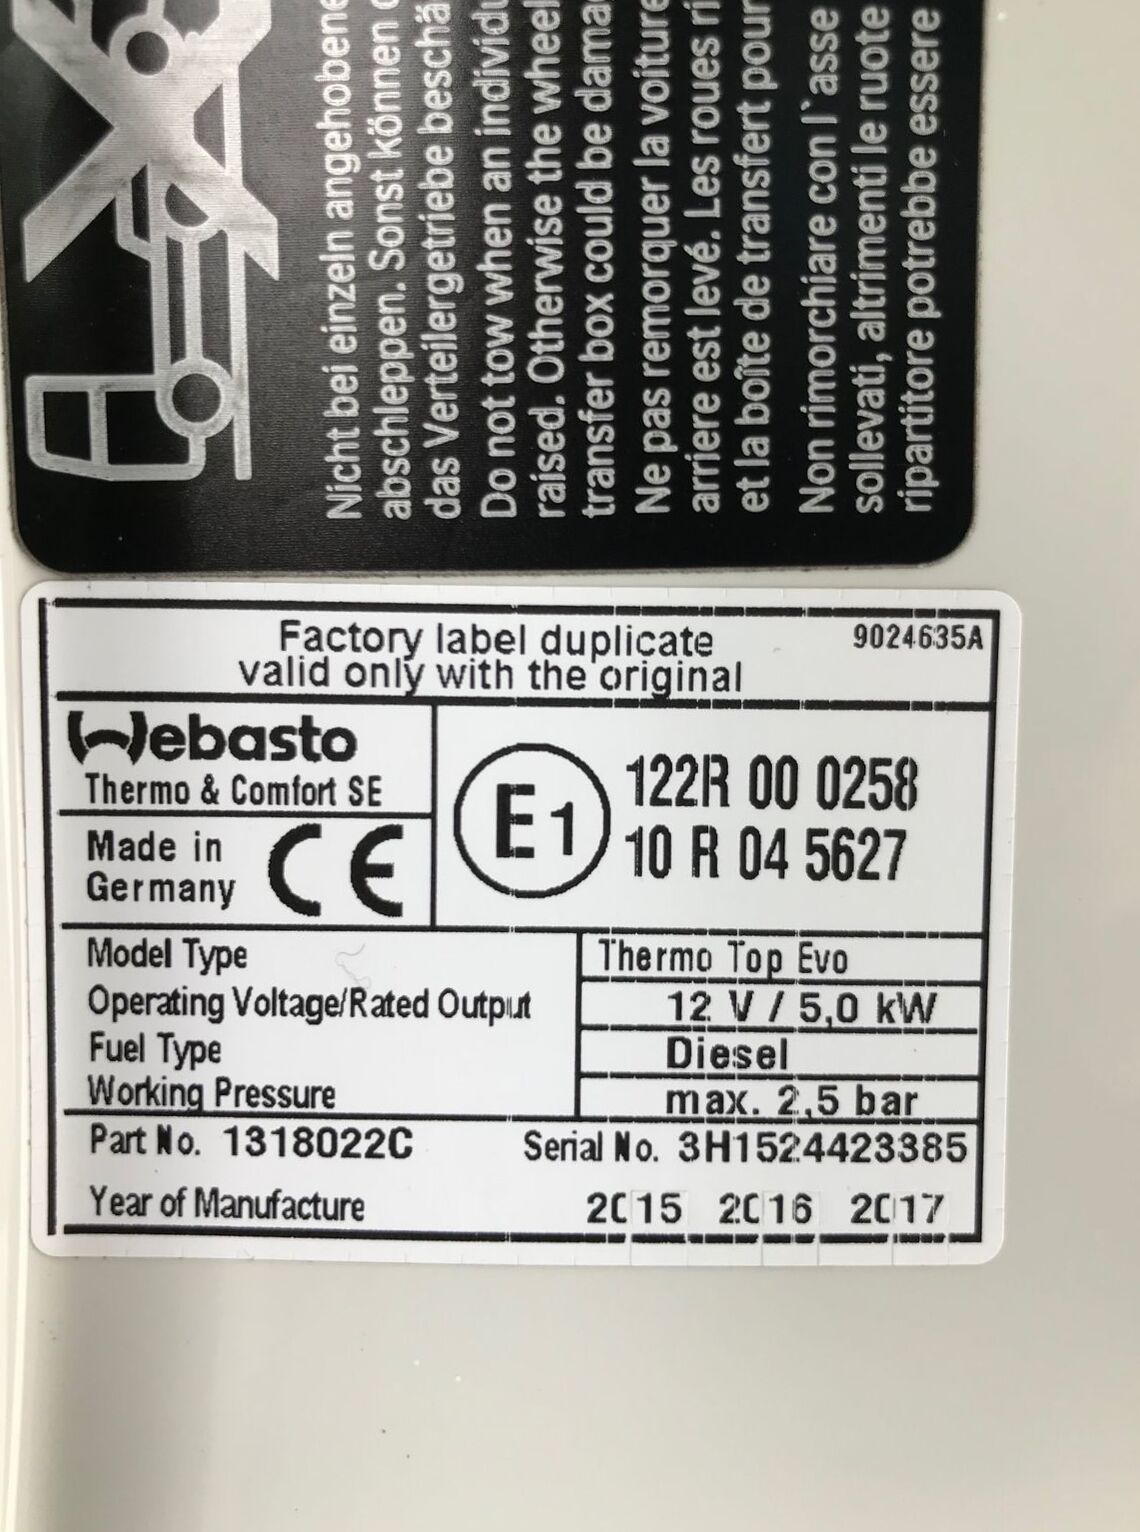 Nicht bei einzeln angehobene
abschleppen. Sonst können
das Verteilergetriebe beschä
Do not tow when an individu
raised. Otherwise the wheel
transfer box could be dama
Ne pas remorquer la voiture
arriere est levé. Les roues ri
et la boîte de transfert pour
Non rimorchiare con l`asse
sollevati, altrimenti le ruote
ripartitore potrebbe essere
Factory label duplicate
valid only with the original
9024635A
Webasto
Thermo & Comfort SE
Made in
Germany
CE
E1
122R 00 0258
10 R 04 5627
Model Type Thermo Top Evo
Operating Voltage/Rated Output 12 V / 5,0 kW
Fuel Type Diesel
Working Pressure max. 2,5 bar
Part No. 1318022C Serial No. 3H1524423385
Year of Manufacture 2015 2016 2017